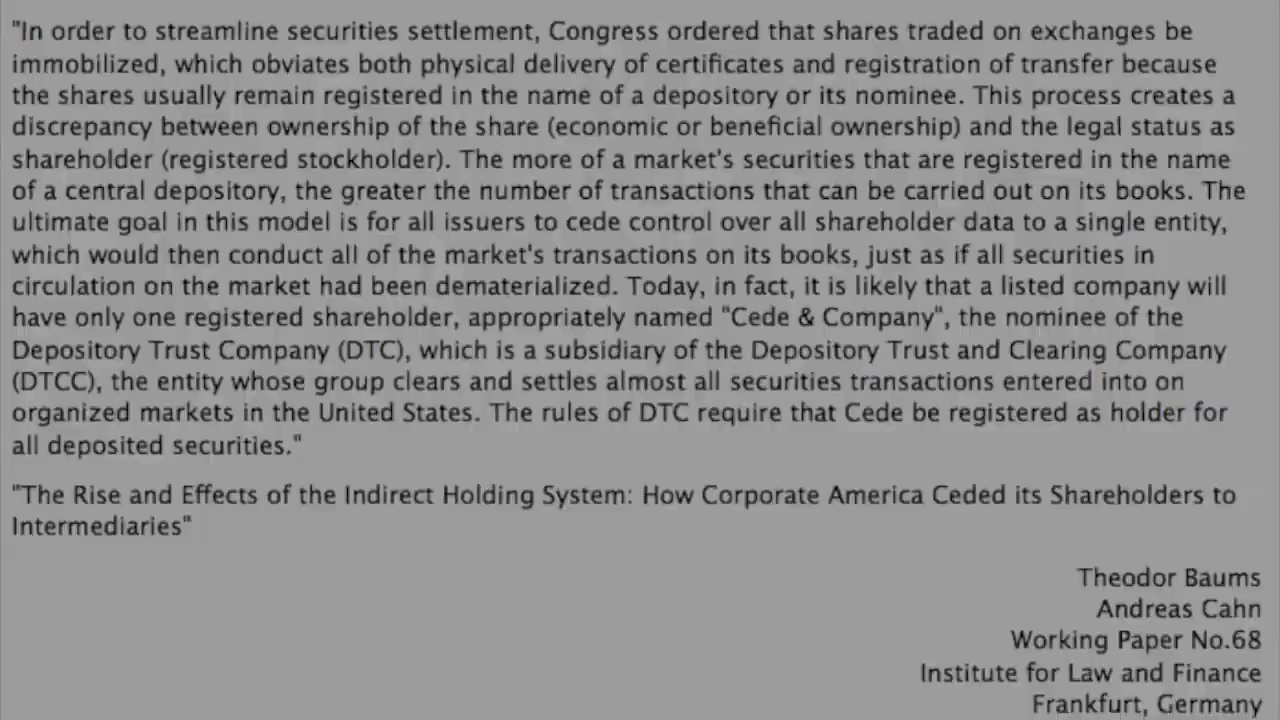 "In order to streamline securities settlement, Congress ordered that shares traded on exchanges be
immobilized, which obviates both physical delivery of certificates and registration of transfer because
the shares usually remain registered in the name of a depository or its nominee. This process creates a
discrepancy between ownership of the share (economic or beneficial ownership) and the legal status as
shareholder (registered stockholder). The more of a market's securities that are registered in the name
of a central depository, the greater the number of transactions that can be carried out on its books. The
ultimate goal in this model is for all issuers to cede control over all shareholder data to a single entity,
which would then conduct all of the market's transactions on its books, just as if all securities in
circulation on the market had been dematerialized. Today, in fact, it is likely that a listed company will
have only one registered shareholder, appropriately named "Cede & Company", the nominee of the
Depository Trust Company (DTC), which is a subsidiary of the Depository Trust and Clearing Company
(DTCC), the entity whose group clears and settles almost all securities transactions entered into on
organized markets in the United States. The rules of DTC require that Cede be registered as holder for
all deposited securities."
"The Rise and Effects of the Indirect Holding System: How Corporate America Ceded its Shareholders to
Intermediaries"
Theodor Baums
Andreas Cahn
Working Paper No.68
Institute for Law and Finance
Frankfurt, Germany